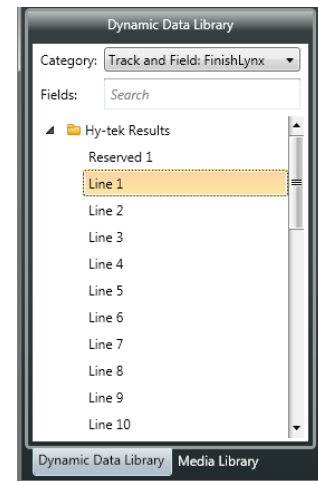 Dynamic Data Library
Category: Track and Field: FinishLynx
Fields: Search
Hy-tek Results
Reserved 1
Line 1
Line 2
Line 3
Line 4
Line 5
Line 6
Line 7
Line 8
Line 9
Line 10
Dynamic Data Library Media Library